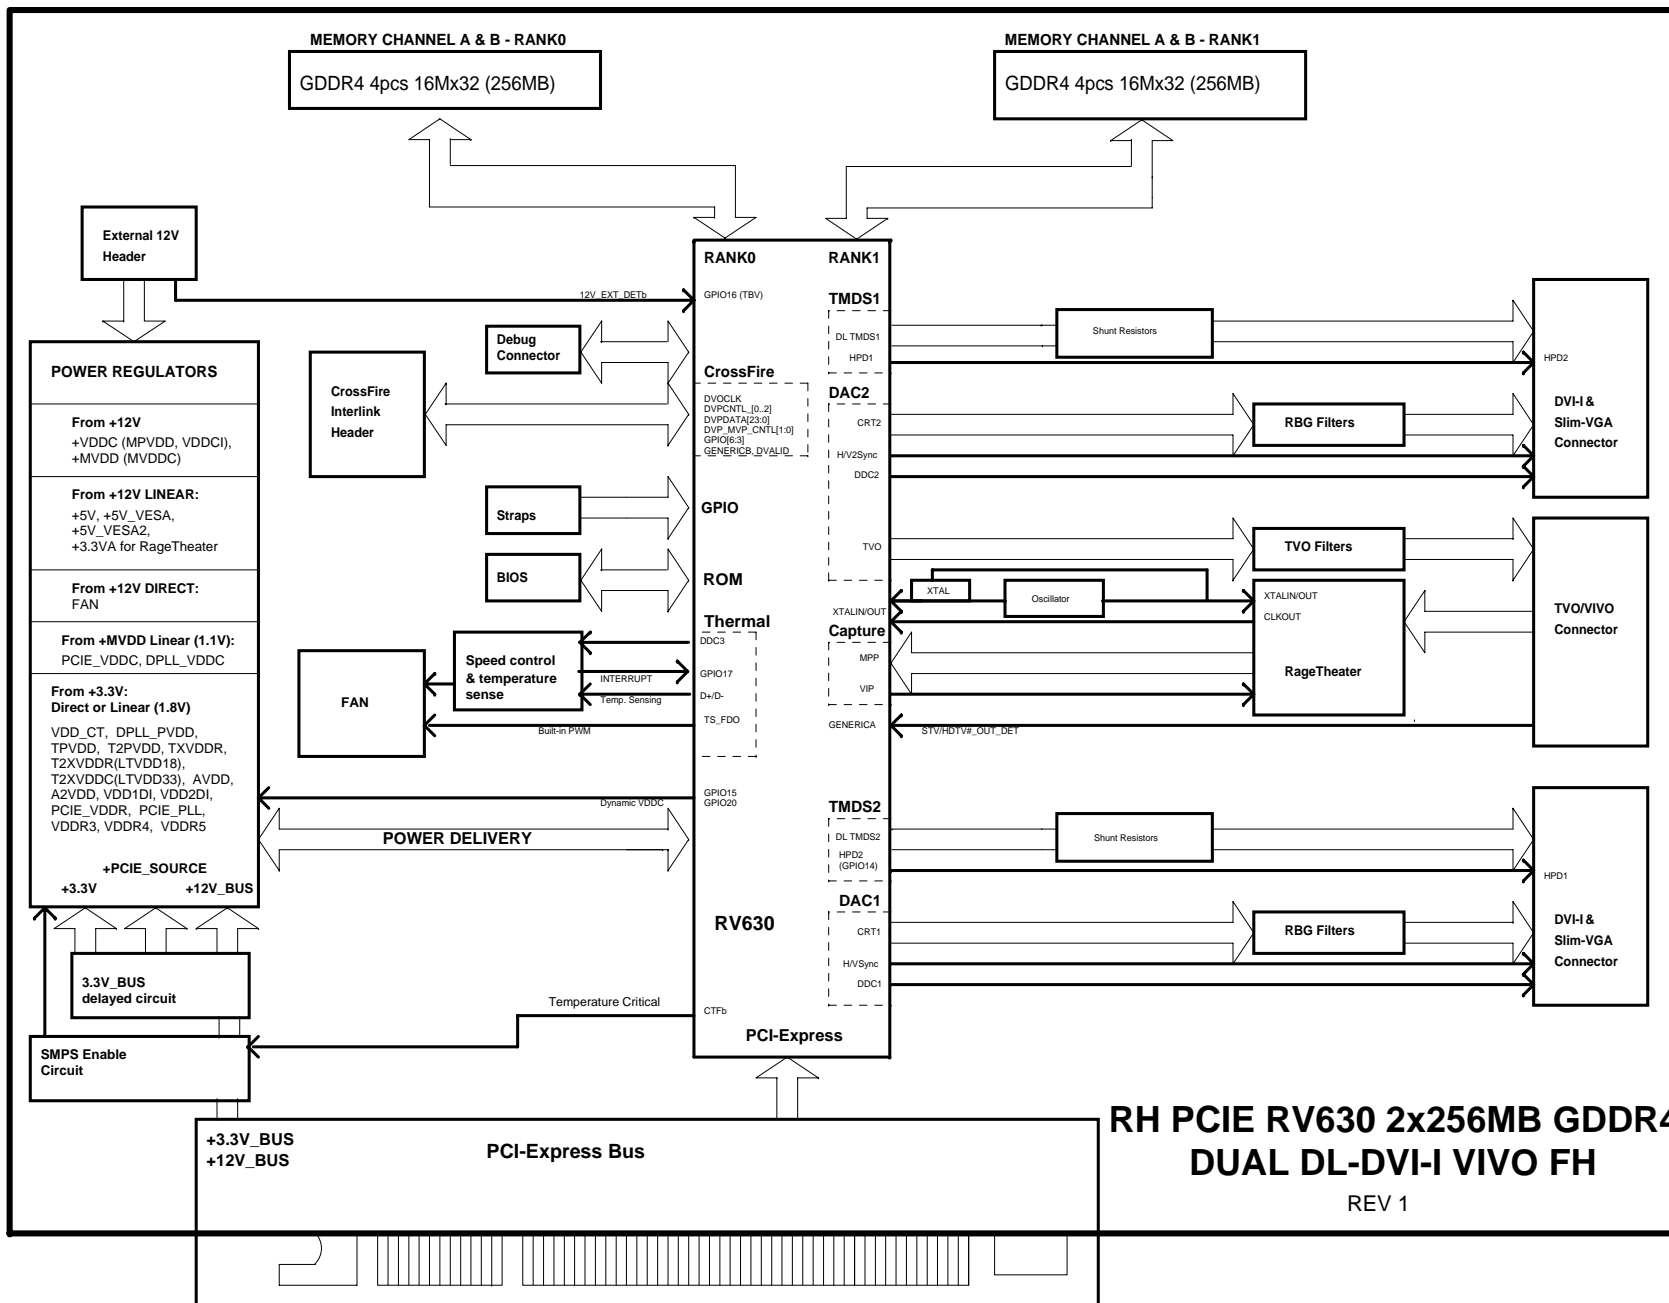 MEMORY CHANNEL A & B - RANK0
GDDR4 4pcs 16Mx32 (256MB)
MEMORY CHANNEL A & B - RANK1
GDDR4 4pcs 16Mx32 (256MB)
External 12V
Header
12V_EXT_DETb
POWER REGULATORS
From +12V
+VDDC (MPVDD, VDDCI),
+MVDD (MVDDC)
From +12V LINEAR:
+5V, +5V_VESA,
+5V_VESA2,
+3.3VA for RageTheater
From +12V DIRECT:
FAN
From +MVDD Linear (1.1V):
PCIE_VDDC, DPLL_VDDC
From +3.3V:
Direct or Linear (1.8V)
VDD_CT, DPLL_PVDD,
TPVDD, T2PVDD, TXVDDR,
T2XVDDR(LTVDD18),
T2XVDDC(LTVDD33), AVDD,
A2VDD, VDD1DI, VDD2DI,
PCIE_VDDR, PCIE_PLL,
VDDR3, VDDR4, VDDR5
+PCIE_SOURCE
+3.3V
+12V_BUS
3.3V_BUS
delayed circuit
SMPS Enable
Circuit
Debug
Connector
CrossFire
Interlink
Header
Straps
BIOS
Speed control
& temperature
sense
FAN
INTERRUPT
Temp. Sensing
Built-in PWM
Dynamic VDDC
POWER DELIVERY
Temperature Critical
RANK0
RANK1
GPIO16 (TBV)
CrossFire
DVOCLK
DVPCNTL_[0..2]
DVPDATA[23:0]
DVP_MVP_CNTL[1:0]
GPIO[6:3]
GENERICB, DVALID
GPIO
ROM
Thermal
DDC3
GPIO17
D+/D-
TS_FDO
GPIO15
GPIO20
RV630
CTFb
PCI-Express
TMDS1
DL TMDS1
HPD1
DAC2
CRT2
H/V2Sync
DDC2
TVO
XTALIN/OUT
Capture
MPP
VIP
GENERICA
TMDS2
DL TMDS2
HPD2
(GPIO14)
DAC1
CRT1
H/VSync
DDC1
Shunt Resistors
RBG Filters
TVO Filters
XTAL
Oscillator
XTALIN/OUT
CLKOUT
RageTheater
STV/HDTV#_OUT_DET
Shunt Resistors
RBG Filters
HPD2
DVI-I &
Slim-VGA
Connector
TVO/VIVO
Connector
HPD1
DVI-I &
Slim-VGA
Connector
+3.3V_BUS
+12V_BUS
PCI-Express Bus
RH PCIE RV630 2x256MB GDDR4
DUAL DL-DVI-I VIVO FH
REV 1